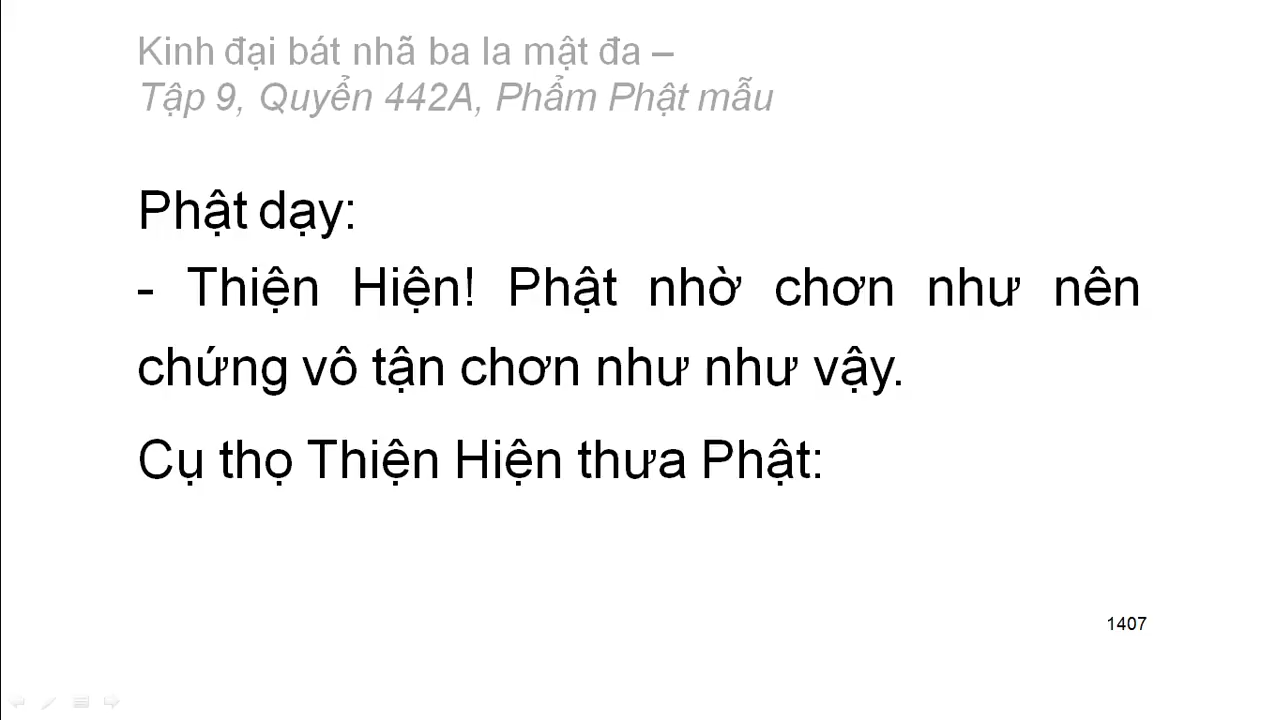 Kinh đại bát nhã ba la mật đa –
Tập 9, Quyển 442A, Phẩm Phật mẫu
Phật dạy:
- Thiện Hiện! Phật nhờ chơn như nên
chứng vô tận chơn như như vậy.
Cụ thọ Thiện Hiện thưa Phật:
1407